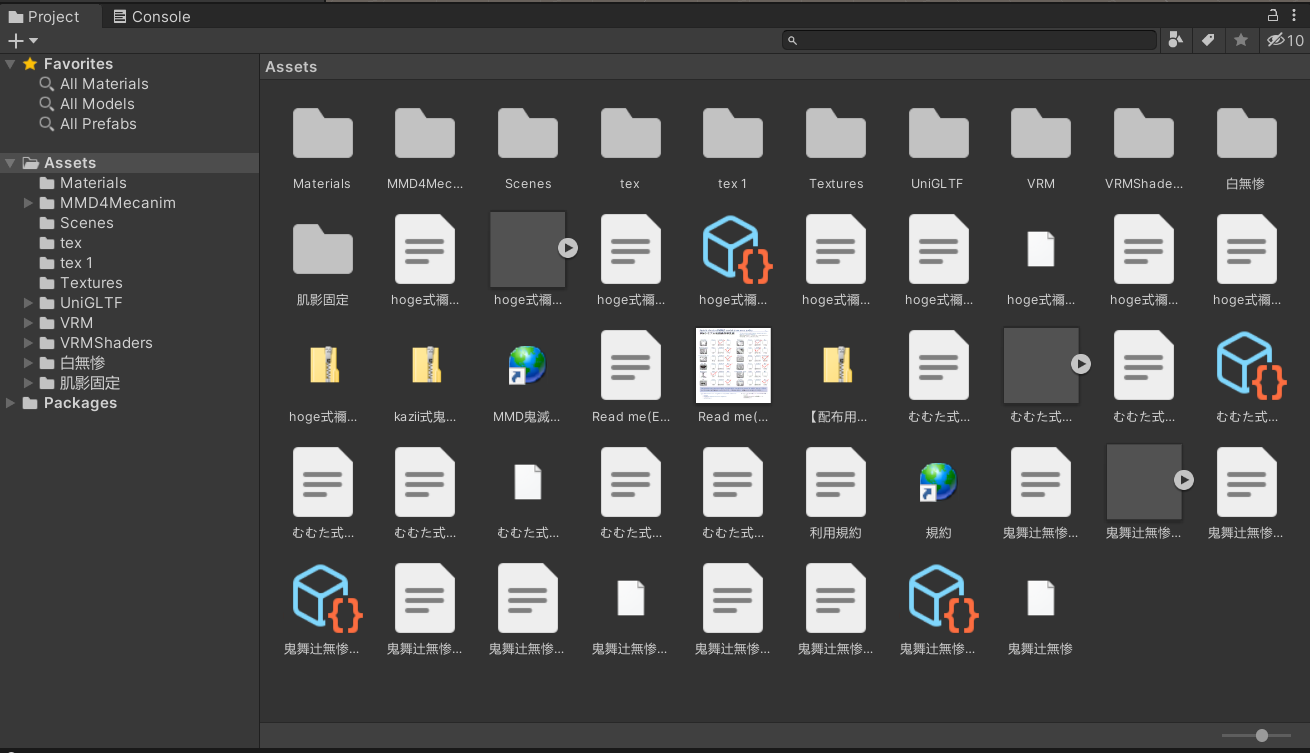 Project
Console
10
Favorites
All Materials
All Models
All Prefabs
Assets
Materials
MMD4Mecanim
Scenes
tex
tex 1
Textures
UniGLTF
VRM
VRMShaders
白無惨
肌影固定
Packages
Assets
Materials
MMD4Mec...
Scenes
tex
tex 1
Textures
UniGLTF
VRM
VRMShade...
白無惨
肌影固定
hoge式禰...
hoge式禰...
hoge式禰...
hoge式禰...
hoge式禰...
hoge式禰...
hoge式禰...
hoge式禰...
hoge式禰...
hoge式禰...
kazii式鬼...
MMD鬼滅...
Read me(E...
Read me(...
【配布用...
むむた式...
むむた式...
むむた式...
むむた式...
むむた式...
むむた式...
むむた式...
むむた式...
むむた式...
利用規約
規約
鬼舞辻無惨...
鬼舞辻無惨...
鬼舞辻無惨...
鬼舞辻無惨...
鬼舞辻無惨...
鬼舞辻無惨...
鬼舞辻無惨...
鬼舞辻無惨...
鬼舞辻無惨...
鬼舞辻無惨...
鬼舞辻無惨